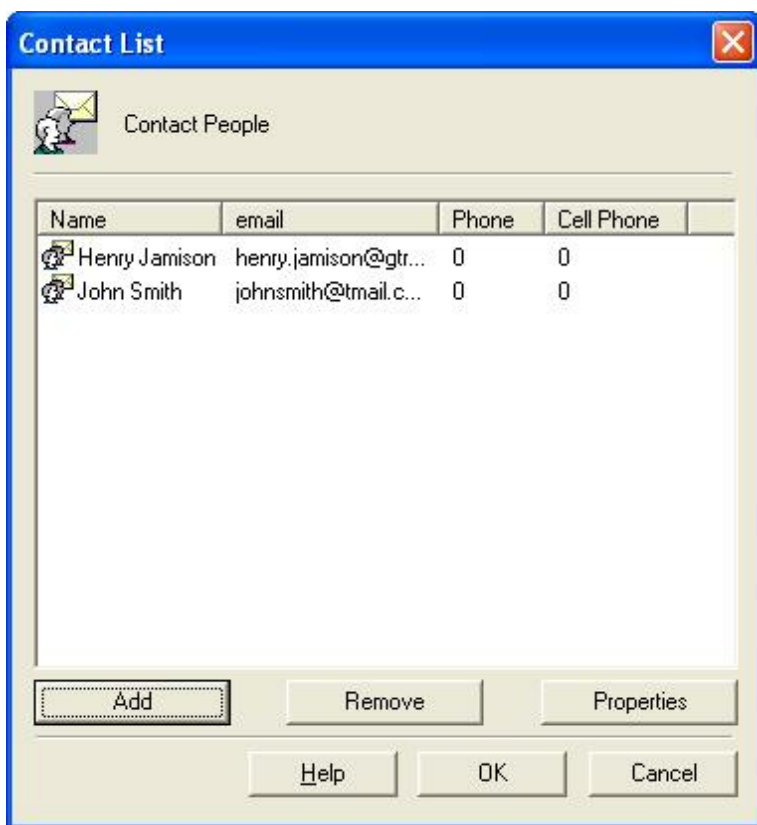 Contact List
Contact People
Name email Phone Cell Phone
Henry Jamison henry.jamison@gtr... 0 0
John Smith johnsmith@tmail.c... 0 0
Add Remove Properties
Help OK Cancel